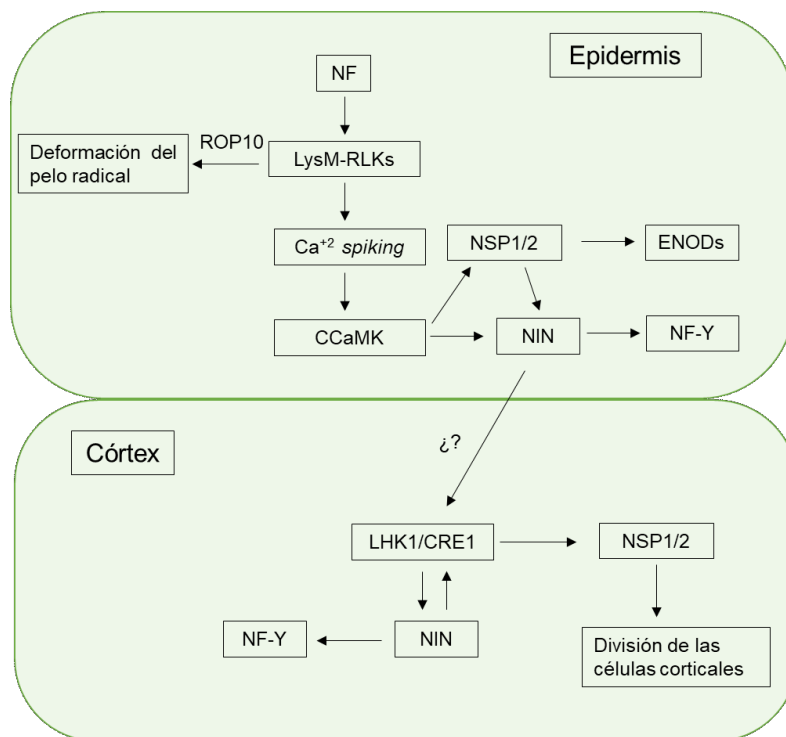 Epidermis
NF
ROP10
Deformación del
pelo radical
LysM-RLKs
Ca+2 spiking
NSP1/2
ENODs
CCaMK
NIN
NF-Y
Córtex
¿?
LHK1/CRE1
NSP1/2
NF-Y
NIN
División de las
células corticales